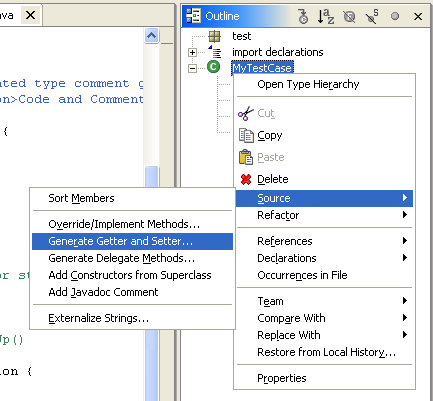 ava
Outline
test
import declarations
MyTestCase
ated type comment g
on>Code and Comment
{
Open Type Hierarchy
Cut
Copy
Paste
Delete
Source
Refactor
References
Declarations
Occurrences in File
Team
Compare With
Replace With
Restore from Local History...
Properties
Sort Members
Override/Implement Methods...
Generate Getter and Setter...
Generate Delegate Methods...
Add Constructors from Superclass
Add Javadoc Comment
Externalize Strings...
or st
Up()
on {